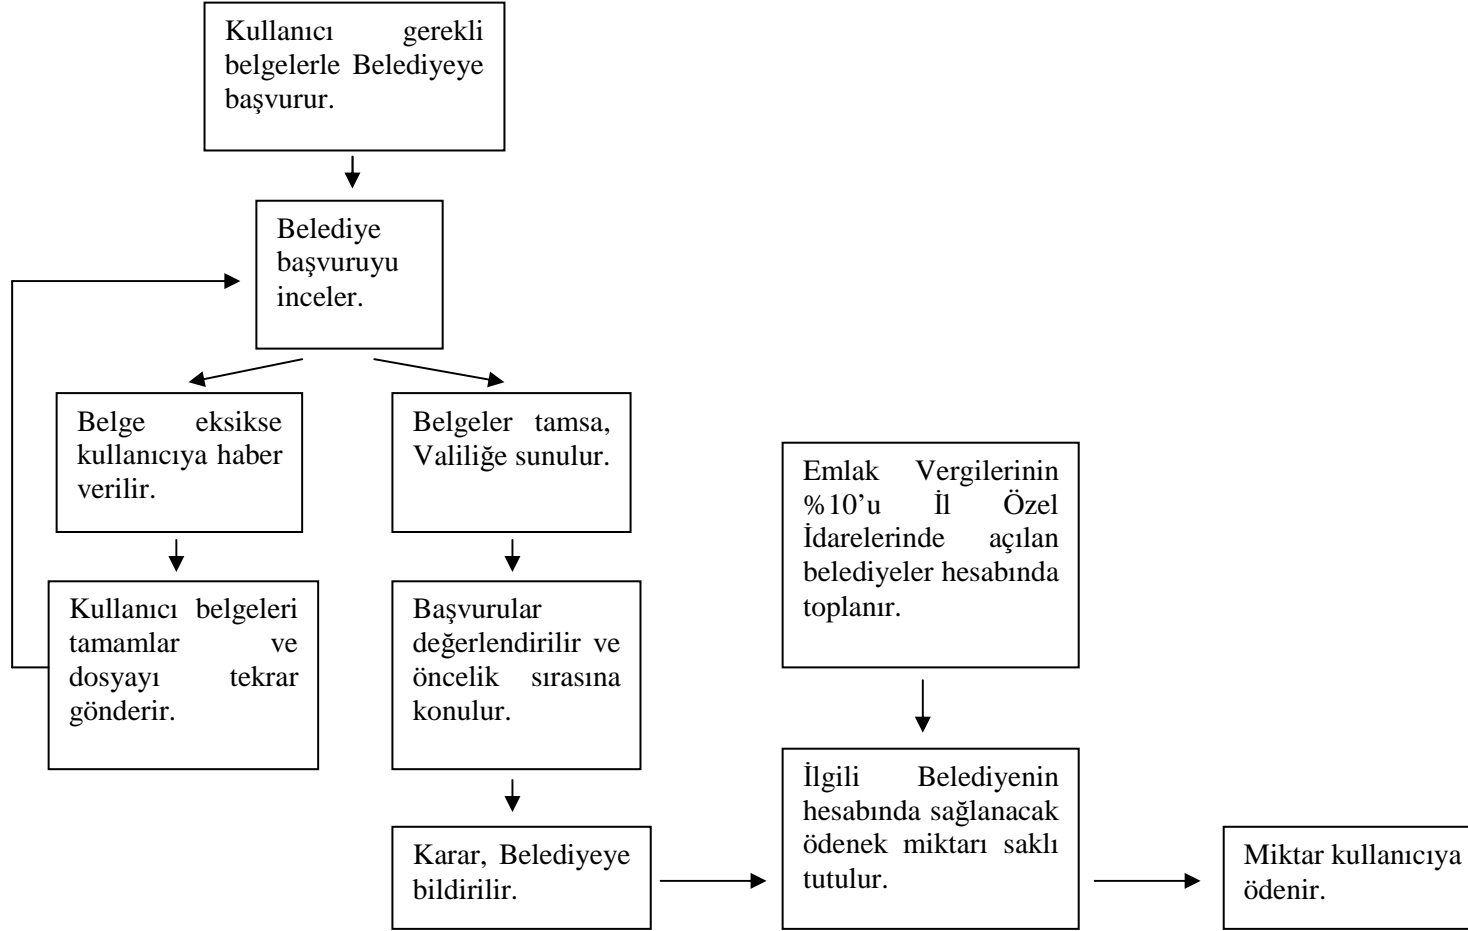 Kullanıcı gerekli
belgelerle Belediyeye
başvurur.
Belediye
başvuruyu
inceler.
Belge eksikse
kullanıcıya haber
verilir.
Belgeler tamsa,
Valiliğe sunulur.
Kullanıcı belgeleri
tamamlar ve
dosyayı tekrar
gönderir.
Başvurular
değerlendirilir ve
öncelik sırasına
konulur.
Karar, Belediyeye
bildirilir.
Emlak Vergilerinin
%10’u İl Özel
İdarelerinde açılan
belediyeler hesabında
toplanır.
İlgili Belediyenin
hesabında sağlanacak
ödenek miktarı saklı
tutulur.
Miktar kullanıcıya
ödenir.